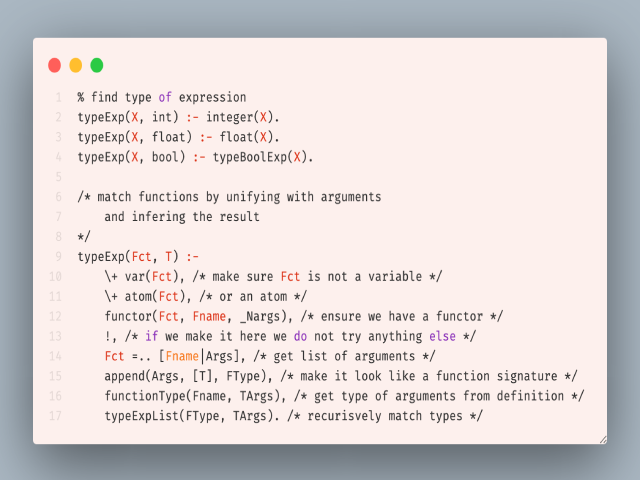 1 % find type of expression
2 typeExp(X, int) :- integer(X).
3 typeExp(X, float) :- float(X).
4 typeExp(X, bool) :- typeBoolExp(X).
5
6 /* match functions by unifying with arguments
7     and infering the result
8 */
9 typeExp(Fct, T) :-
10     \+ var(Fct), /* make sure Fct is not a variable */
11     \+ atom(Fct), /* or an atom */
12     functor(Fct, Fname, _Nargs), /* ensure we have a functor */
13     !, /* if we make it here we do not try anything else */
14     Fct =.. [Fname|Args], /* get list of arguments */
15     append(Args, [T], FType), /* make it look like a function signature */
16     functionType(Fname, TArgs), /* get type of arguments from definition */
17     typeExpList(FType, TArgs). /* recurisvely match types */